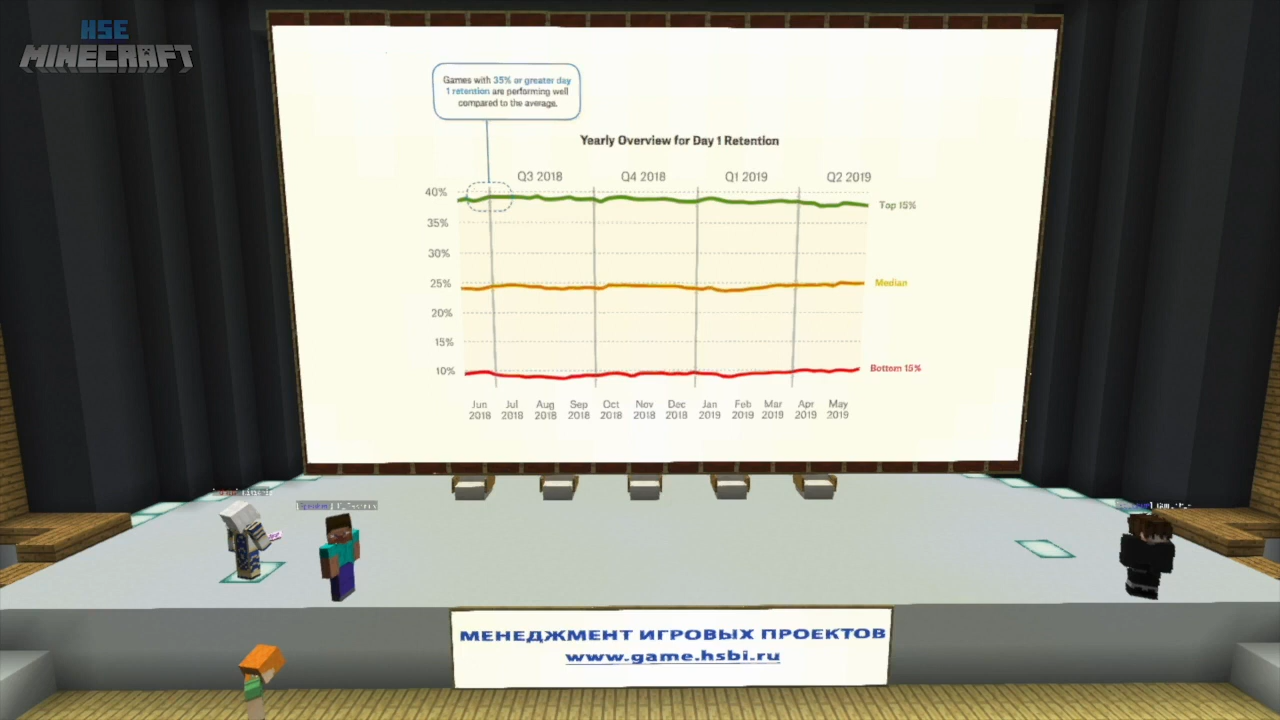 HSE
MINECRAFT
Games with 35% or greater day
1 retention are performing well
compared to the average.
Yearly Overview for Day 1 Retention
Q3 2018 Q4 2018 Q1 2019 Q2 2019
40%
Top 15%
35%
30%
25%
Median
20%
15%
10%
Bottom 15%
Jun Jul Aug Sep Oct Nov Dec Jan Feb Mar Apr May
2018 2018 2018 2018 2018 2018 2018 2019 2019 2019 2019 2019
МЕНЕДЖМЕНТ ИГРОВЫХ ПРОЕКТОВ
www.game.hsbi.ru